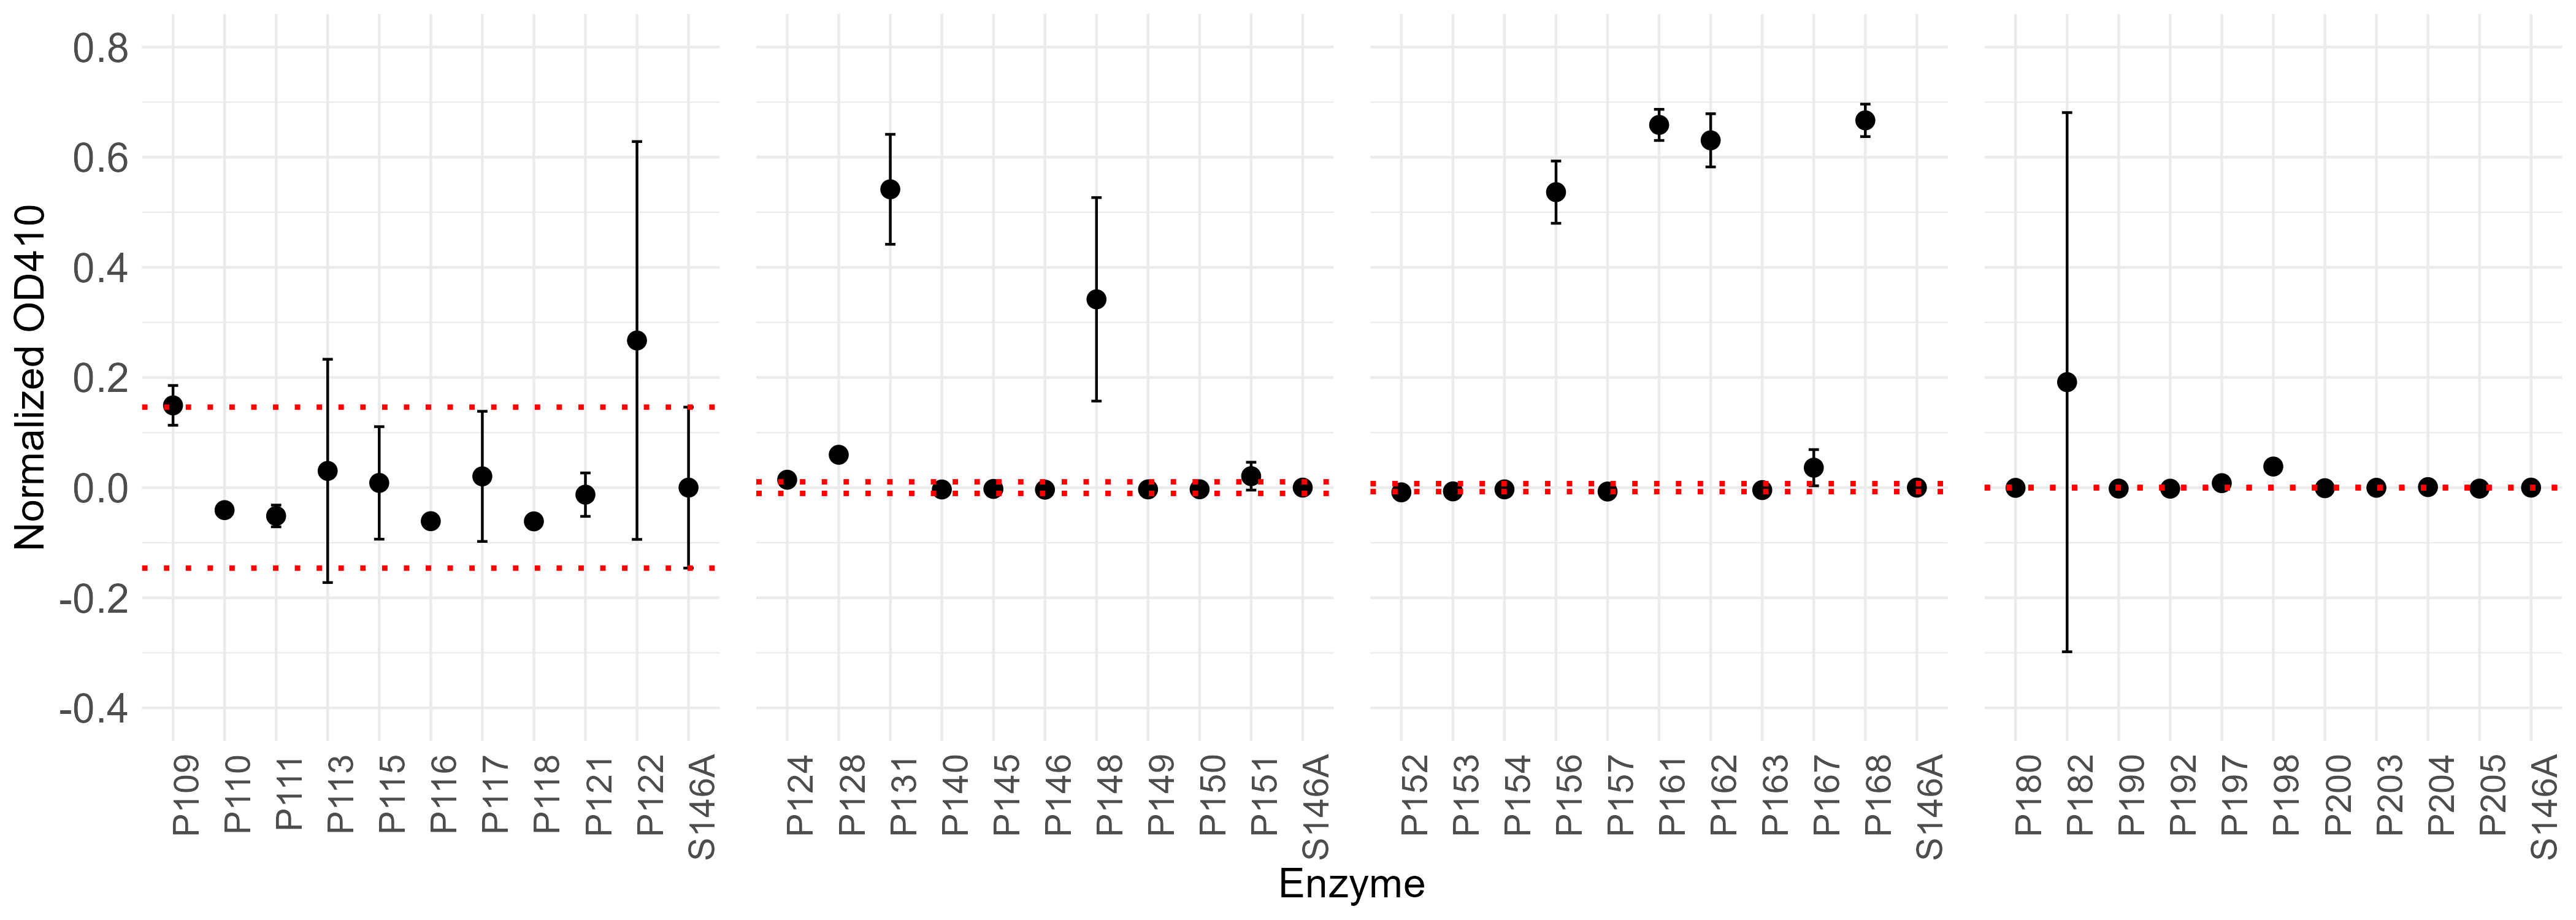 Normalized OD410
0.8
0.6
0.4
0.2
0.0
-0.2
-0.4
P109 P110 P111 P113 P115 P116 P117 P118 P121 P122 S146A
P124 P128 P131 P140 P145 P146 P148 P149 P150 P151 S146A
P152 P153 P154 P156 P157 P161 P162 P163 P167 P168 S146A
P180 P182 P190 P192 P197 P198 P200 P203 P204 P205 S146A
Enzyme